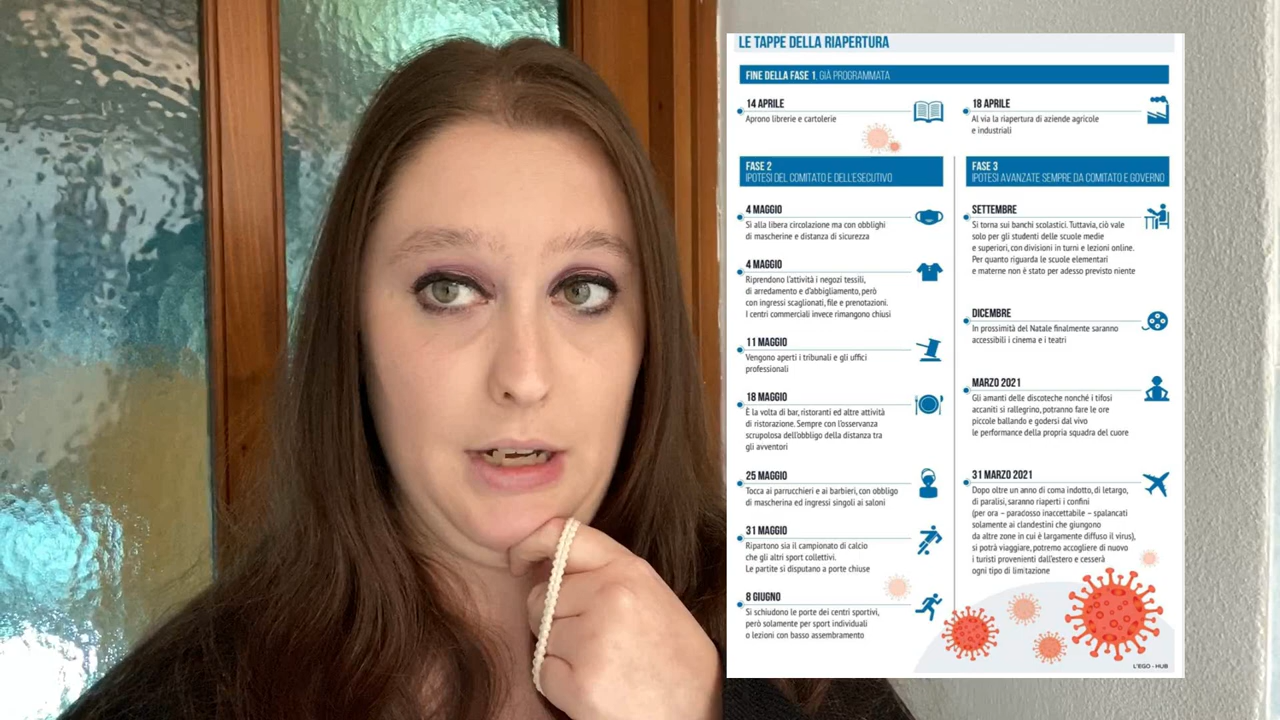 LE TAPPE DELLA RIAPERTURA
FINE DELLA FASE 1. GIÀ PROGRAMMATA
14 APRILE
Aprono librerie e cartolerie
18 APRILE
Al via la riapertura di aziende agricole
e industriali
FASE 2
IPOTESI DEL COMITATO E DELL'ESECUTIVO
4 MAGGIO
Sì alla libera circolazione ma con obblighi
di mascherine e distanza di sicurezza
4 MAGGIO
Riprendono l'attività i negozi tessili,
di arredamento e d'abbigliamento, però
con ingressi scaglionati, file e prenotazioni.
I centri commerciali invece rimangono chiusi
11 MAGGIO
Vengono aperti i tribunali e gli uffici
professionali
18 MAGGIO
È la volta di bar, ristoranti ed altre attività
di ristorazione. Sempre con l'osservanza
scrupolosa dell'obbligo della distanza tra
gli avventori
25 MAGGIO
Tocca ai parrucchieri e ai barbieri, con obbligo
di mascherina ed ingressi singoli ai saloni
31 MAGGIO
Ripartono sia il campionato di calcio
che gli altri sport collettivi.
Le partite si disputano a porte chiuse
8 GIUGNO
Si schiudono le porte dei centri sportivi,
però solamente per sport individuali
o lezioni con basso assembramento
FASE 3
IPOTESI AVANZATE SEMPRE DA COMITATO E GOVERNO
SETTEMBRE
Si torna sui banchi scolastici. Tuttavia, ciò vale
solo per gli studenti delle scuole medie
e superiori, con divisioni in turni e lezioni online.
Per quanto riguarda le scuole elementari
e materne non è stato per adesso previsto niente
DICEMBRE
In prossimità del Natale finalmente saranno
accessibili i cinema e i teatri
MARZO 2021
Gli amanti delle discoteche nonché i tifosi
accaniti si rallegrino, potranno fare le ore
piccole ballando e godersi dal vivo
le performance della propria squadra del cuore
31 MARZO 2021
Dopo oltre un anno di coma indotto, di letargo,
di paralisi, saranno riaperti i confini
(per ora – paradosso inaccettabile – spalancati
solamente ai clandestini che giungono
da altre zone in cui è largamente diffuso il virus),
si potrà viaggiare, potremo accogliere di nuovo
i turisti provenienti dall'estero e cesserà
ogni tipo di limitazione
L'EGO - HUB